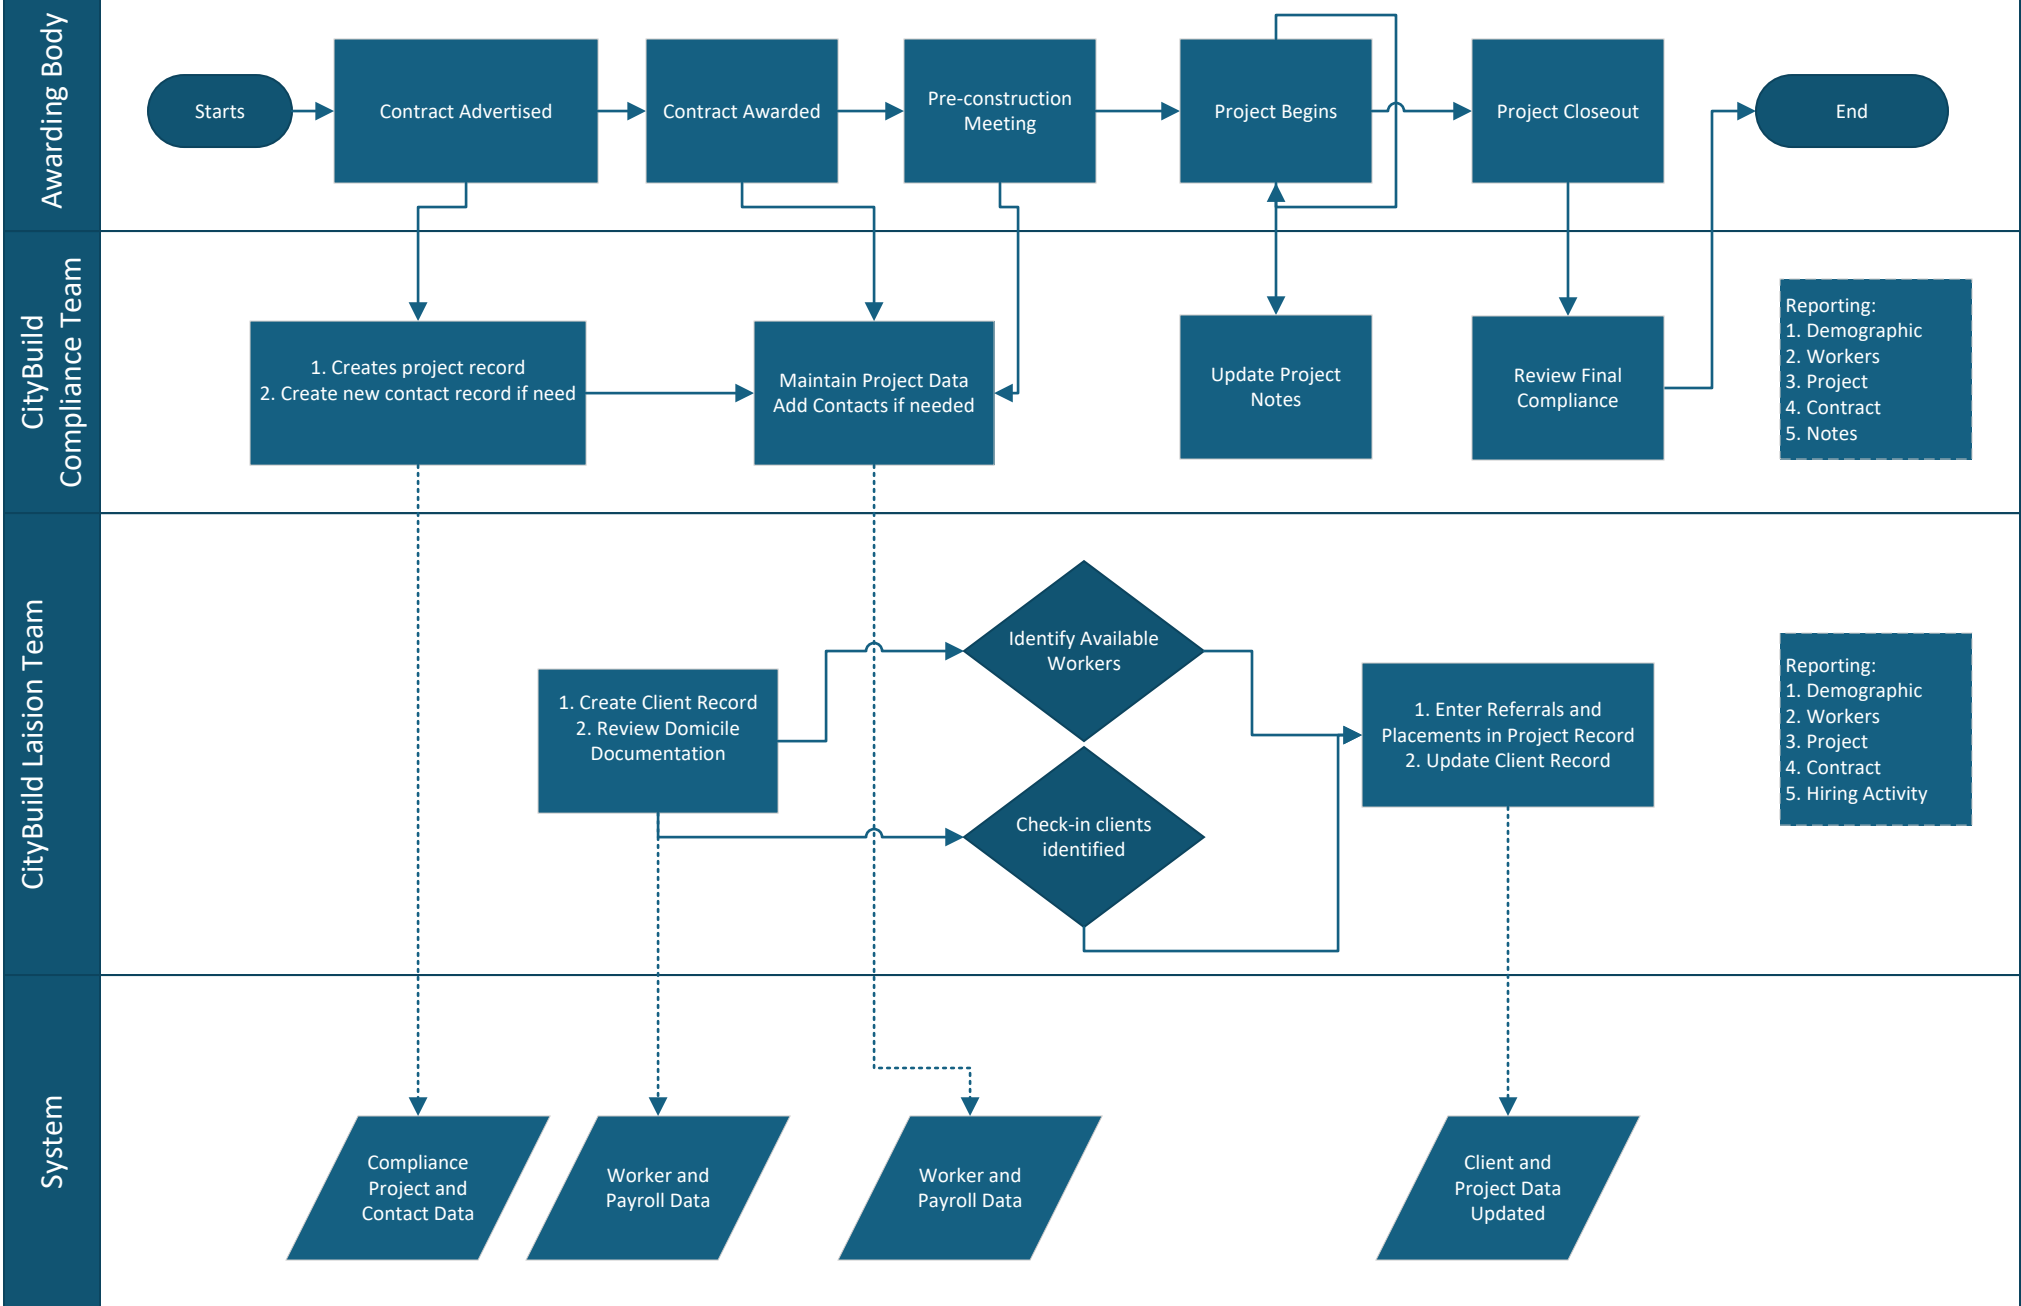 Awarding Body
Starts
Contract Advertised
Contract Awarded
Pre-construction
Meeting
Project Begins
Project Closeout
End
CityBuild
Compliance Team
1. Creates project record
2. Create new contact record if need
Maintain Project Data
Add Contacts if needed
Update Project
Notes
Review Final
Compliance
Reporting:
1. Demographic
2. Workers
3. Project
4. Contract
5. Notes
CityBuild Laision Team
1. Create Client Record
2. Review Domicile
Documentation
Identify Available
Workers
Check-in clients
identified
1. Enter Referrals and
Placements in Project Record
2. Update Client Record
Reporting:
1. Demographic
2. Workers
3. Project
4. Contract
5. Hiring Activity
System
Compliance
Project and
Contact Data
Worker and
Payroll Data
Worker and
Payroll Data
Client and
Project Data
Updated